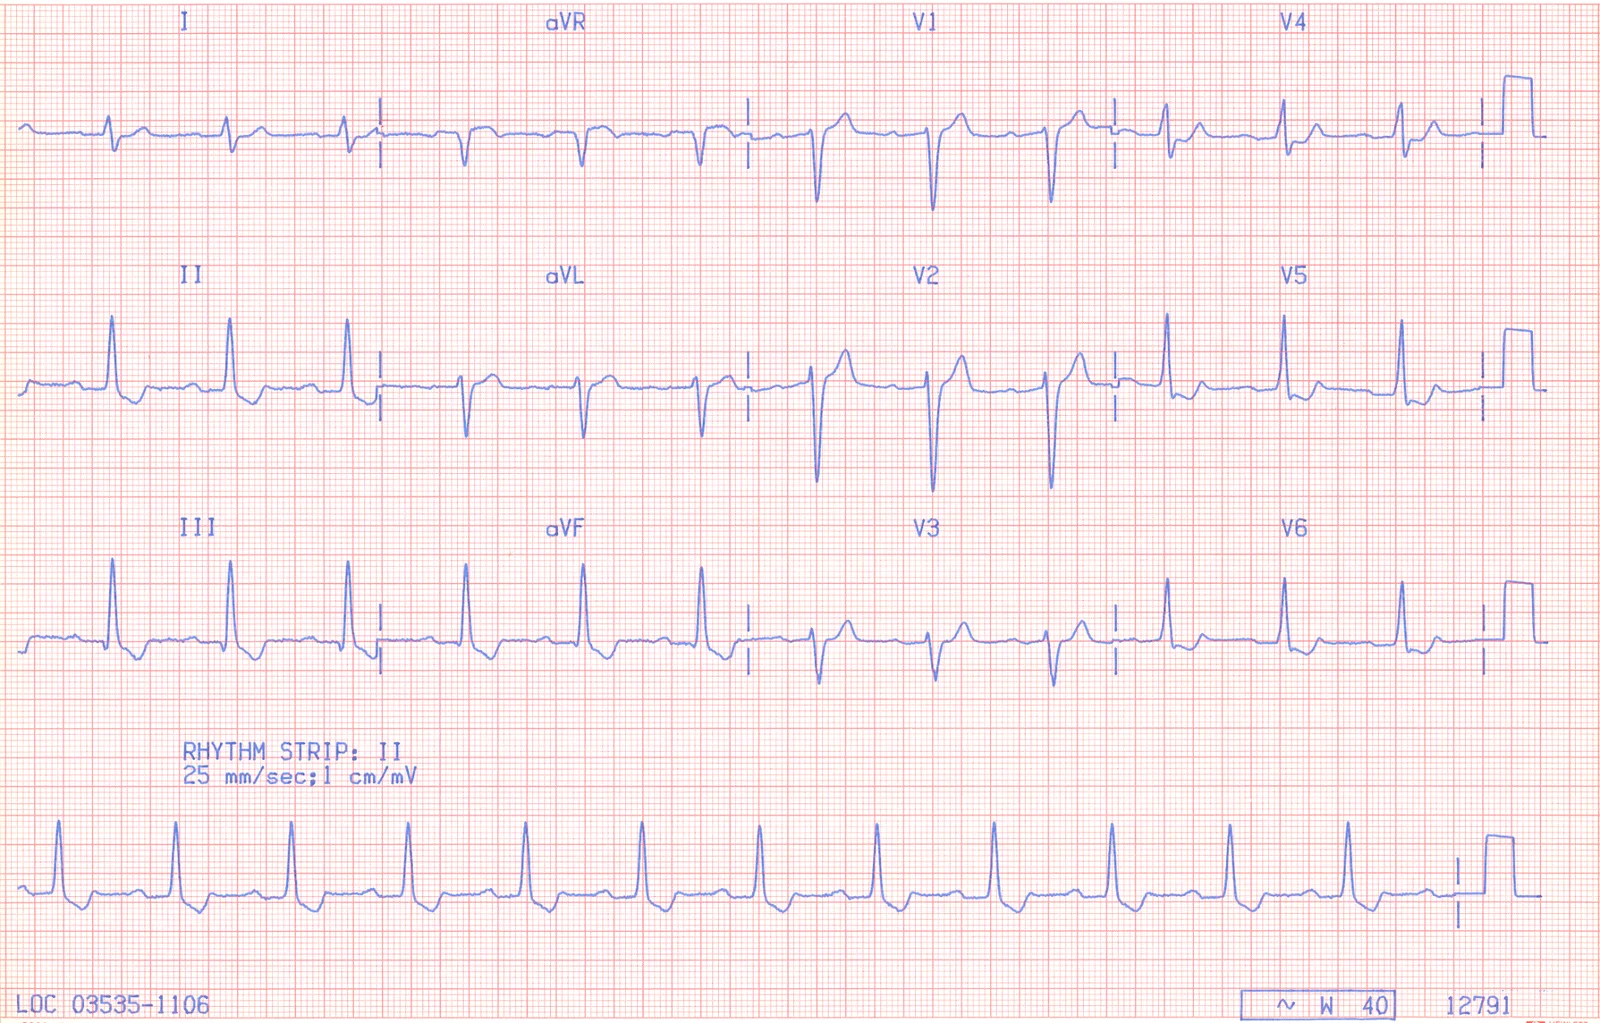 I aVR V1 V4
II aVL V2 V5
III aVF V3 V6
RHYTHM STRIP: II
25 mm/sec;1 cm/mV
LOC 03535-1106 ~ W 40 12791